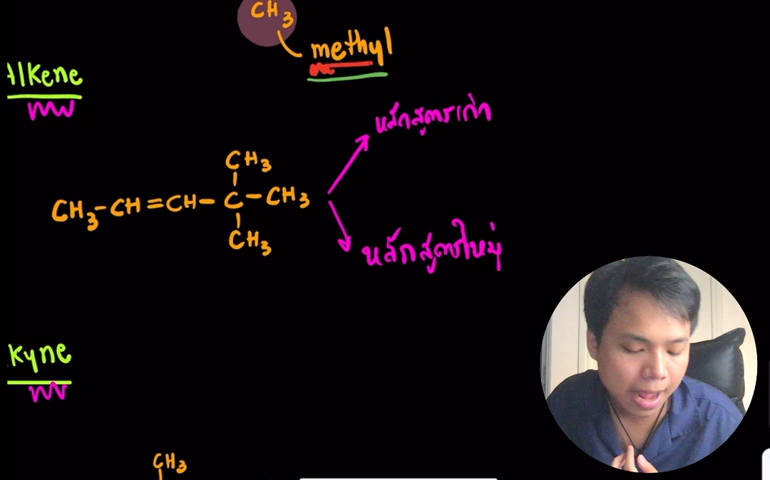 CH3
methyl
Alkene
หลักสูตรเก่า
CH3
CH3-CH=CH-C-CH3
CH3
หลักสูตรใหม่
kyne
CH3